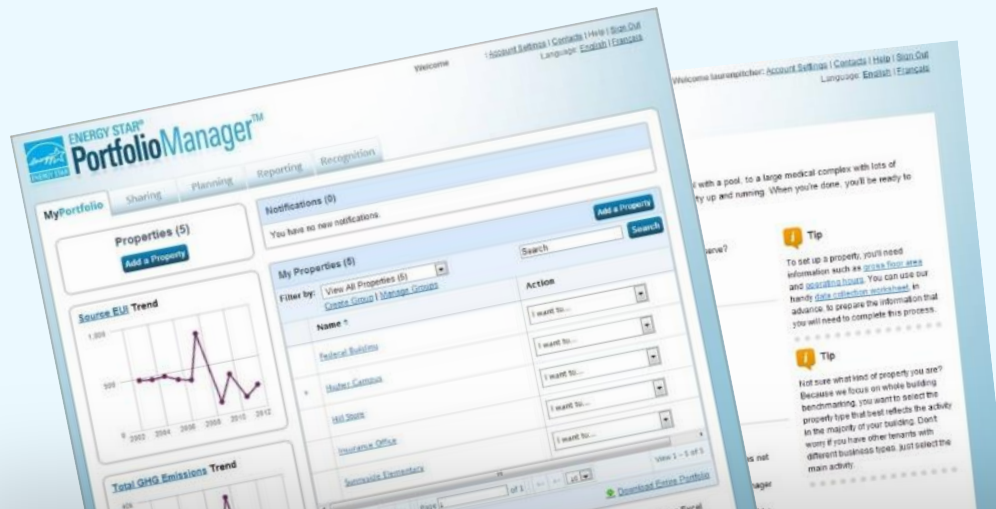 Welcome
| Account Settings | Contacts | Help | Sign Out
Language: English | Français
ENERGY STAR®
PortfolioManager™
ENERGY STAR
MyPortfolio
Sharing
Planning
Reporting
Recognition
Properties (5)
Add a Property
Source EUI Trend
1,000
500
0
2002 2004 2006 2008 2010 2012
Total GHG Emissions Trend
Notifications (0)
You have no new notifications.
My Properties (5)
Add a Property
Filter by:
View All Properties (5)
Search
Search
Create Group | Manage Groups
Name
Action
Federal Building
I want to...
Higher Campus
I want to...
Hill Store
I want to...
Insurance Office
I want to...
Sunnyside Elementary
I want to...
Page
of 1
View 1 - 5 of 5
Download Entire Portfolio
Total
Welcome laurenpitcher: Account Settings | Contacts | Help | Sign Out
Language: English | Français
with a pool, to a large medical complex with lots of
up and running. When you're done, you'll be ready to
Tip
To set up a property, you'll need
information such as gross floor area
and operating hours. You can use our
handy data collection worksheet, in
advance, to prepare the information that
you will need to complete this process.
Tip
Not sure what kind of property you are?
Because we focus on whole building
benchmarking, you want to select the
property type that best reflects the activity
in the majority of your building. Don't
worry if you have other tenants with
different business types, just select the
main activity.
not